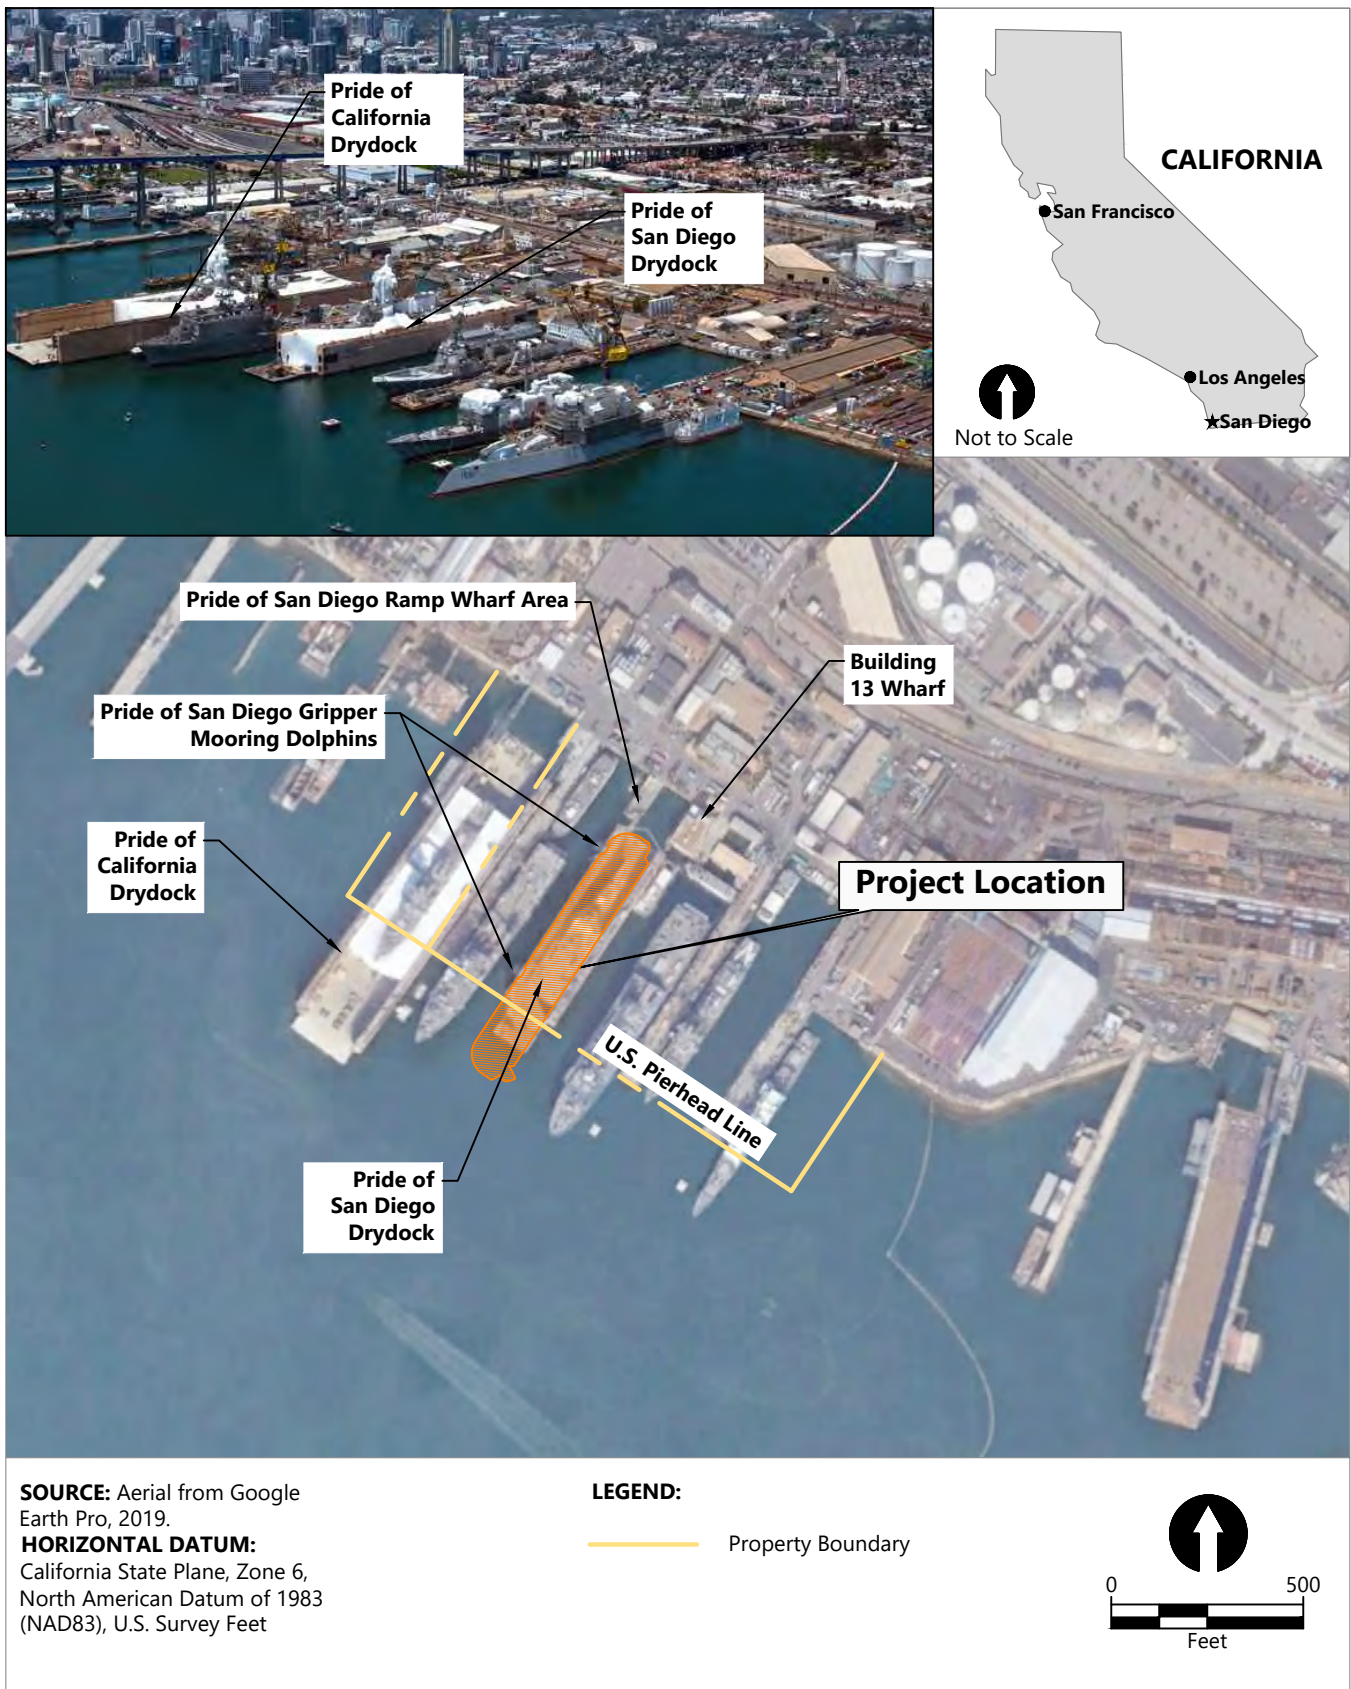 Pride of
California
Drydock
Pride of
San Diego
Drydock
CALIFORNIA
San Francisco
Los Angeles
San Diego
Not to Scale
Pride of San Diego Ramp Wharf Area
Building
13 Wharf
Pride of San Diego Gripper
Mooring Dolphins
Pride of
California
Drydock
Project Location
U.S. Pierhead Line
Pride of
San Diego
Drydock
SOURCE: Aerial from Google
Earth Pro, 2019.
HORIZONTAL DATUM:
California State Plane, Zone 6,
North American Datum of 1983
(NAD83), U.S. Survey Feet
LEGEND:
Property Boundary
0 500
Feet